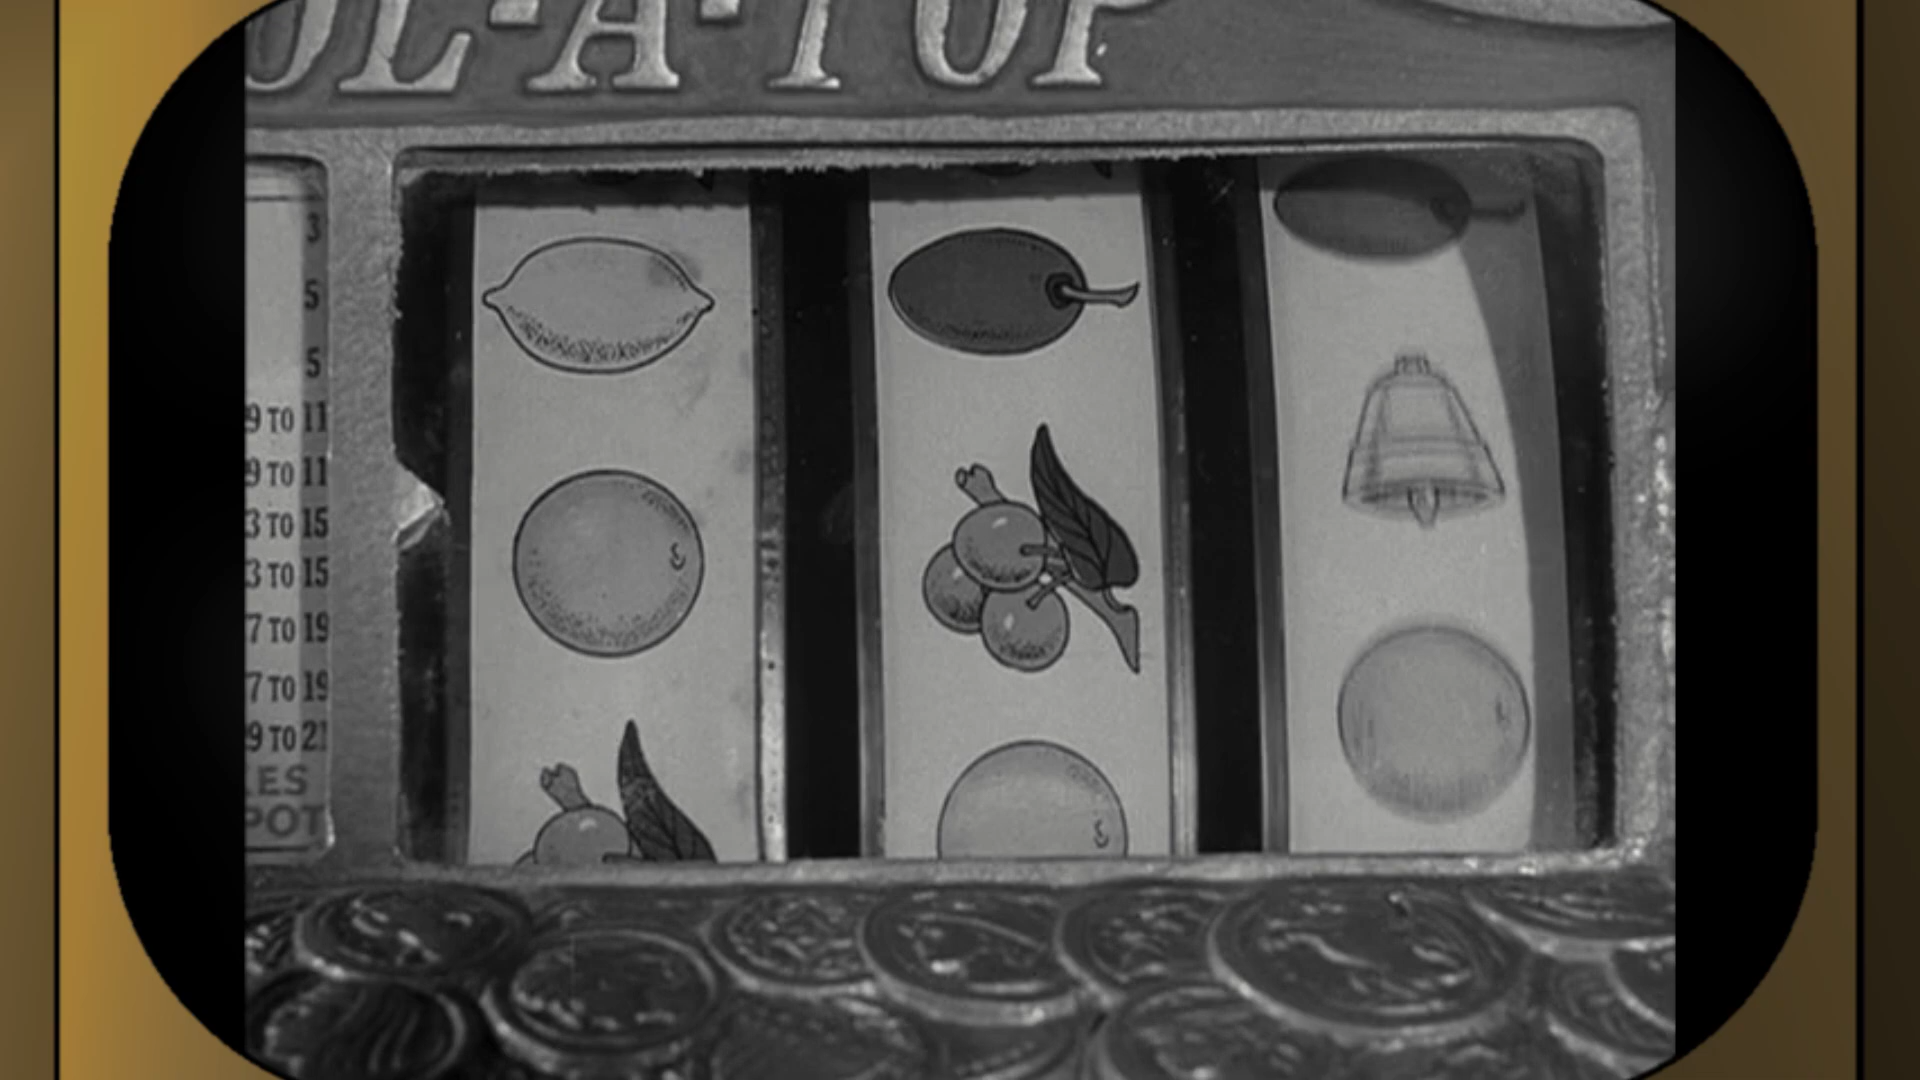 OL-A-TOP
3
5
5
9 TO 11
9 TO 11
3 TO 15
3 TO 15
7 TO 19
7 TO 19
9 TO 21
LES
POT